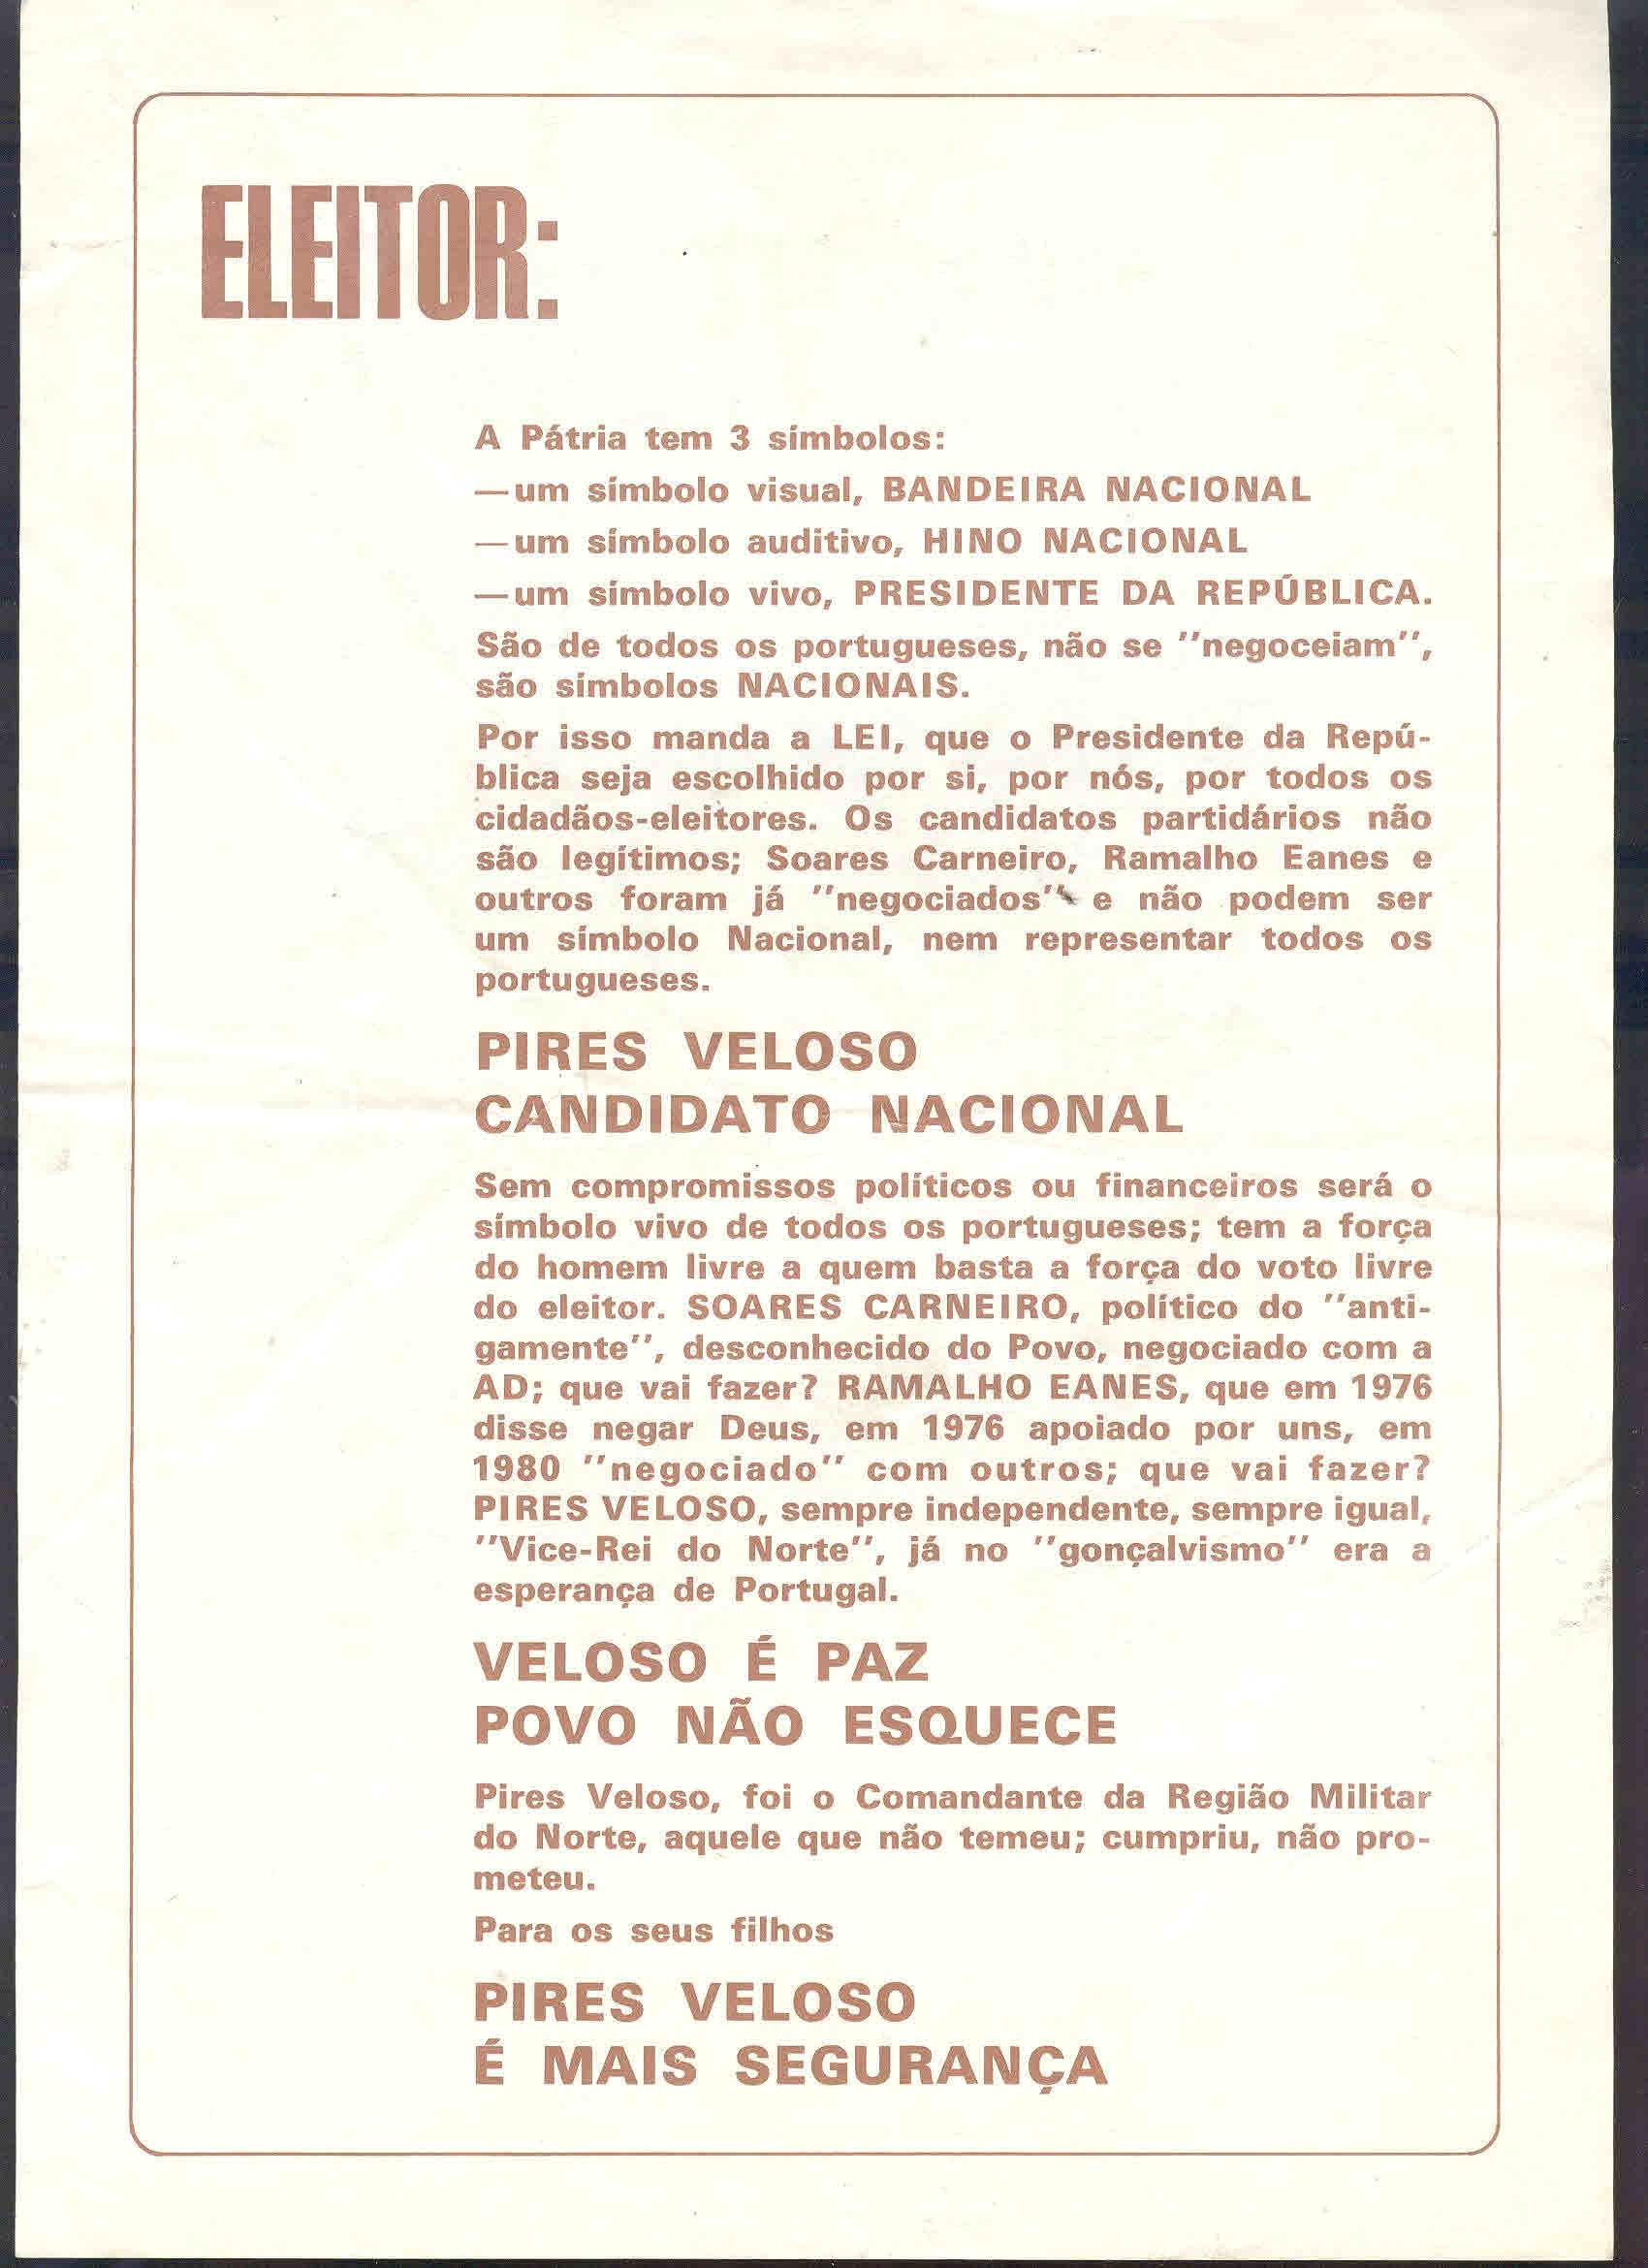 ELEITOR:
A Pátria tem 3 símbolos:
—um símbolo visual, BANDEIRA NACIONAL
—um símbolo auditivo, HINO NACIONAL
—um símbolo vivo, PRESIDENTE DA REPÚBLICA.
São de todos os portugueses, não se "negoceiam",
são símbolos NACIONAIS.
Por isso manda a LEI, que o Presidente da Repú-
blica seja escolhido por si, por nós, por todos os
cidadãos-eleitores. Os candidatos partidários não
são legítimos; Soares Carneiro, Ramalho Eanes e
outros foram já "negociados" e não podem ser
um símbolo Nacional, nem representar todos os
portugueses.
PIRES VELOSO
CANDIDATO NACIONAL
Sem compromissos políticos ou financeiros será o
símbolo vivo de todos os portugueses; tem a força
do homem livre a quem basta a força do voto livre
do eleitor. SOARES CARNEIRO, político do "anti-
gamente", desconhecido do Povo, negociado com a
AD; que vai fazer? RAMALHO EANES, que em 1976
disse negar Deus, em 1976 apoiado por uns, em
1980 "negociado" com outros; que vai fazer?
PIRES VELOSO, sempre independente, sempre igual,
"Vice-Rei do Norte", já no "gonçalvismo" era a
esperança de Portugal.
VELOSO É PAZ
POVO NÃO ESQUECE
Pires Veloso, foi o Comandante da Região Militar
do Norte, aquele que não temeu; cumpriu, não pro-
meteu.
Para os seus filhos
PIRES VELOSO
É MAIS SEGURANÇA